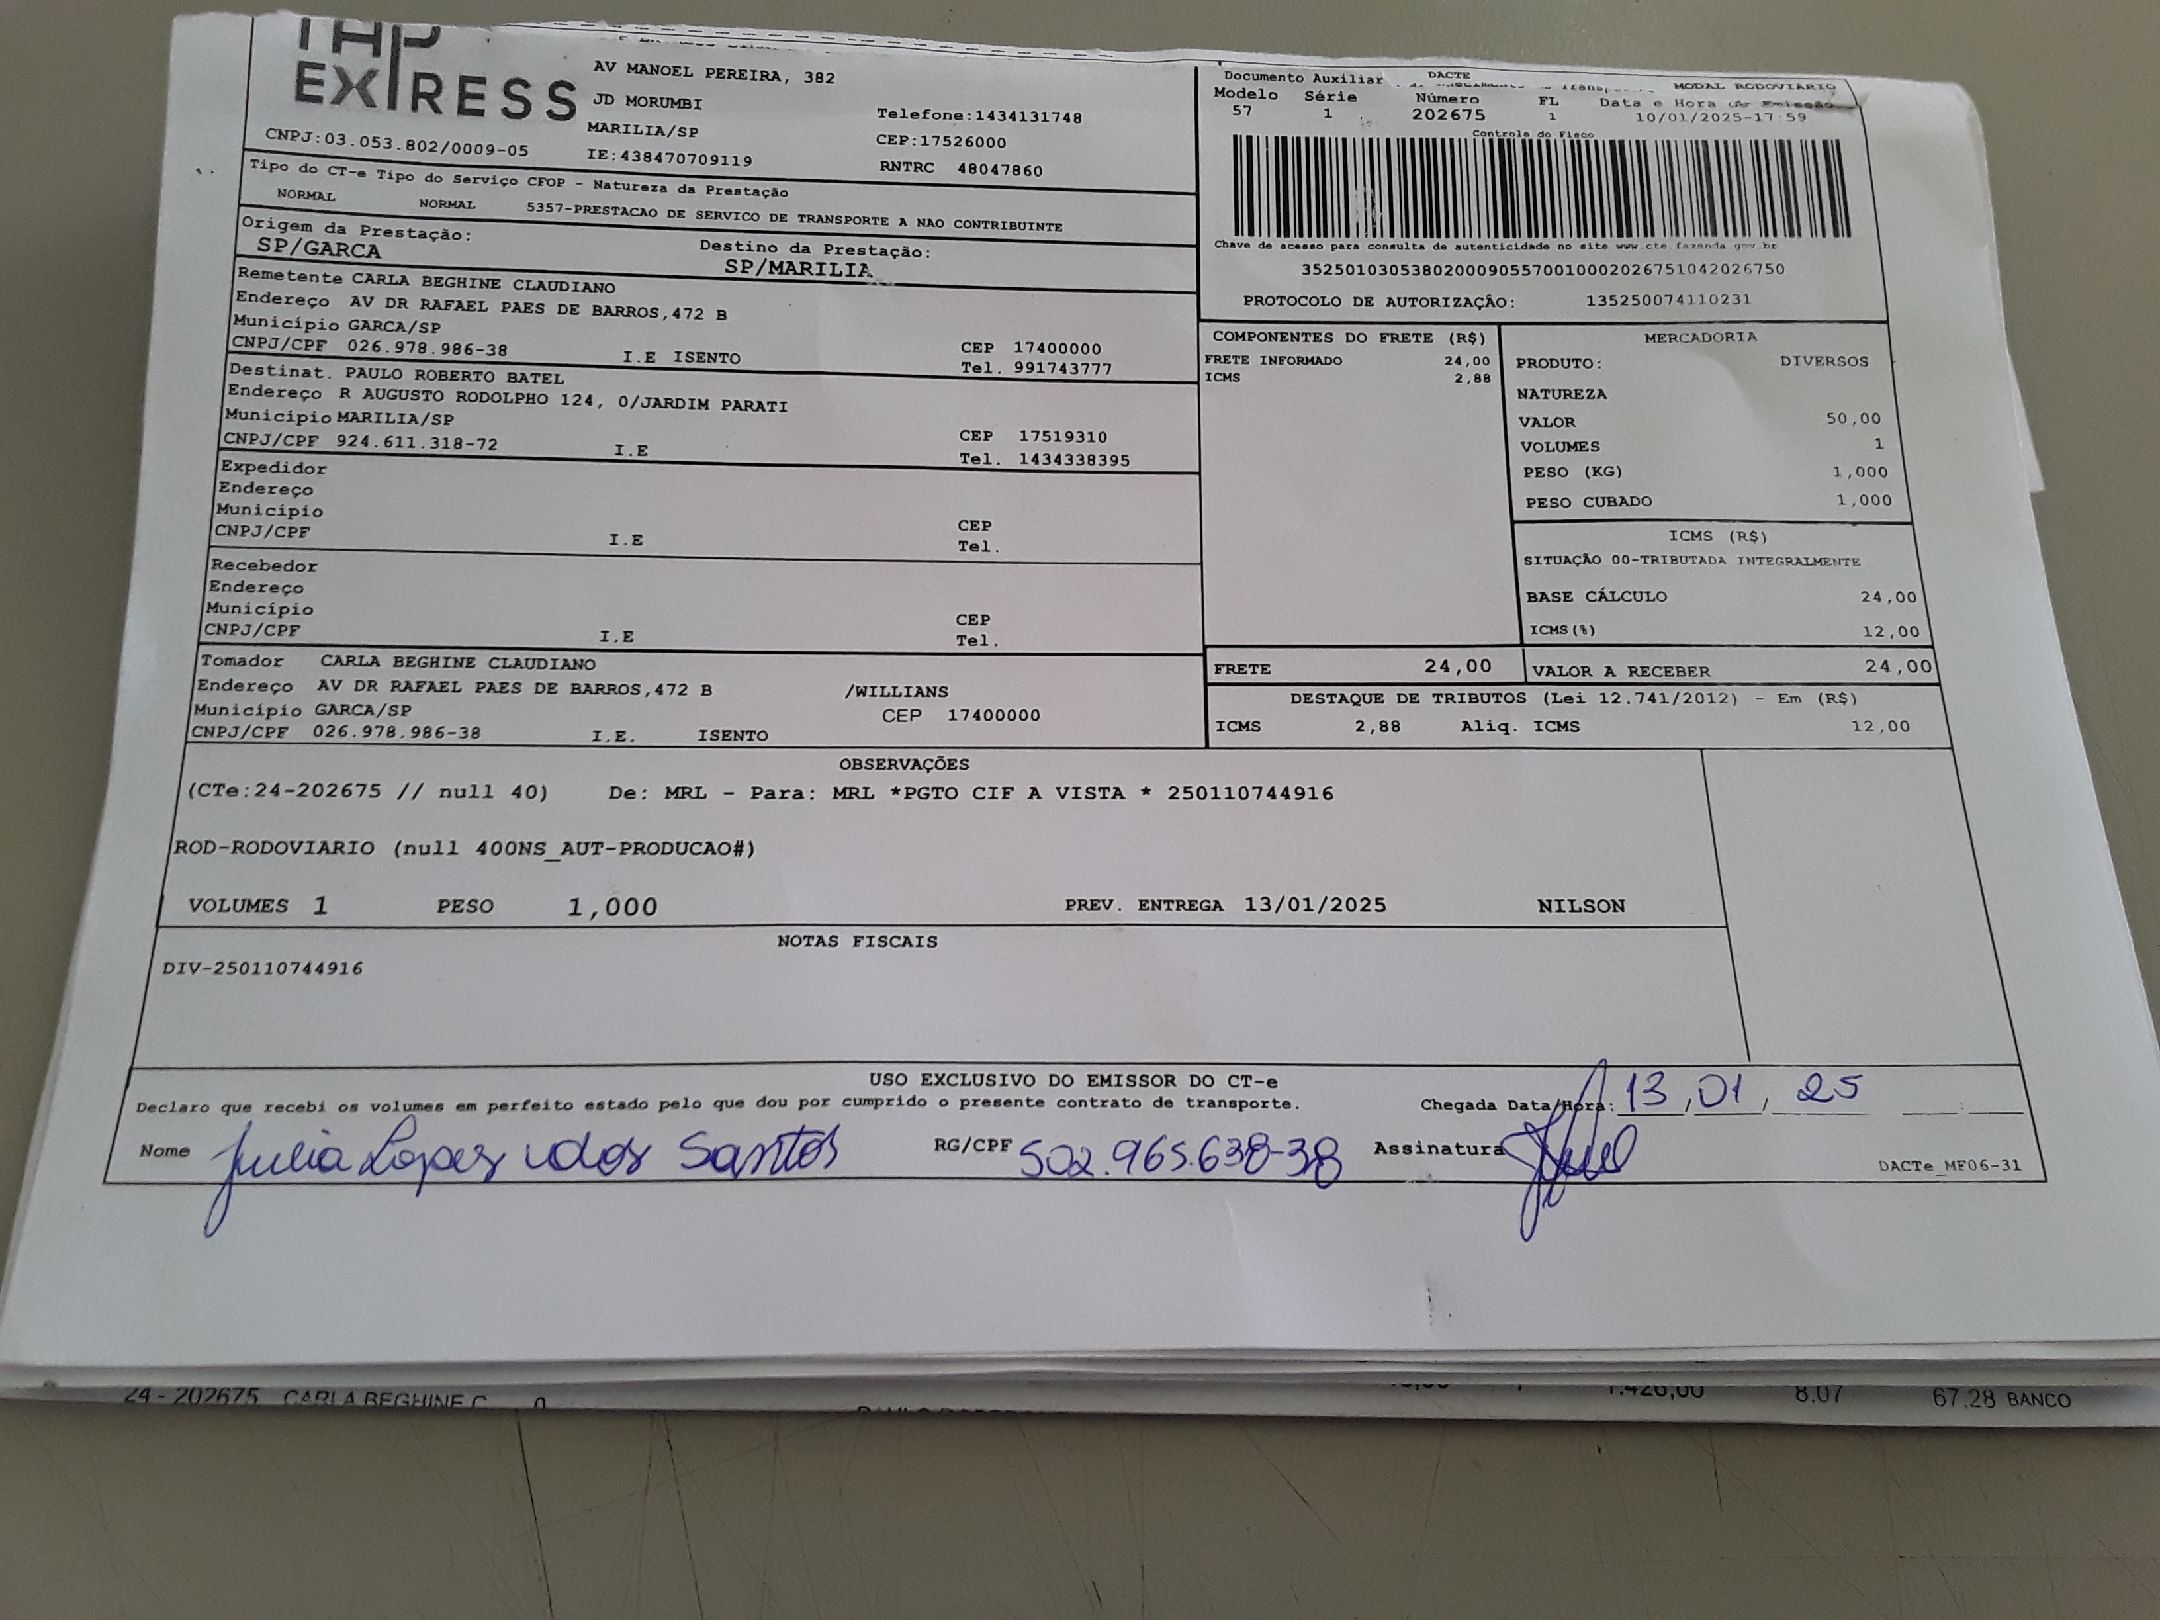 EXPRESS
AV MANOEL PEREIRA, 382
JD MORUMBI
MARILIA/SP
Telefone:1434131748
CEP:17526000
CNPJ:03.053.802/0009-05
IE:438470709119
RNTRC 48047860
Documento Auxiliar
DACTE
MODAL RODOVIÁRIO
Modelo Série Número FL Data e Hora de Emissão
57 1 202675 1 10/01/2025-17:59
Controle do Fisco
Chave de acesso para consulta de autenticidade no site www.cte.fazenda.gov.br
35250103053802000905570010002026751042026750
PROTOCOLO DE AUTORIZAÇÃO: 135250074110231
Tipo do CT-e Tipo do Serviço CFOP - Natureza da Prestação
NORMAL NORMAL 5357-PRESTACAO DE SERVICO DE TRANSPORTE A NAO CONTRIBUINTE
Origem da Prestação: Destino da Prestação:
SP/GARCA SP/MARILIA
Remetente CARLA BEGHINE CLAUDIANO
Endereço AV DR RAFAEL PAES DE BARROS,472 B
Município GARCA/SP CEP 17400000
CNPJ/CPF 026.978.986-38 I.E ISENTO Tel. 991743777
Destinat. PAULO ROBERTO BATEL
Endereço R AUGUSTO RODOLPHO 124, 0/JARDIM PARATI
Município MARILIA/SP CEP 17519310
CNPJ/CPF 924.611.318-72 I.E Tel. 1434338395
Expedidor
Endereço
Município CEP
CNPJ/CPF I.E Tel.
Recebedor
Endereço
Município CEP
CNPJ/CPF I.E Tel.
Tomador CARLA BEGHINE CLAUDIANO
Endereço AV DR RAFAEL PAES DE BARROS,472 B /WILLIANS
Município GARCA/SP CEP 17400000
CNPJ/CPF 026.978.986-38 I.E. ISENTO
COMPONENTES DO FRETE (R$)
FRETE INFORMADO 24,00
ICMS 2,88
MERCADORIA
PRODUTO: DIVERSOS
NATUREZA
VALOR 50,00
VOLUMES 1
PESO (KG) 1,000
PESO CUBADO 1,000
ICMS (R$)
SITUAÇÃO 00-TRIBUTADA INTEGRALMENTE
BASE CÁLCULO 24,00
ICMS(%) 12,00
FRETE 24,00 VALOR A RECEBER 24,00
DESTAQUE DE TRIBUTOS (Lei 12.741/2012) - Em (R$)
ICMS 2,88 Aliq. ICMS 12,00
OBSERVAÇÕES
(CTe:24-202675 // null 40) De: MRL - Para: MRL *PGTO CIF A VISTA * 250110744916
ROD-RODOVIARIO (null 400NS_AUT-PRODUCAO#)
VOLUMES 1 PESO 1,000 PREV. ENTREGA 13/01/2025 NILSON
NOTAS FISCAIS
DIV-250110744916
USO EXCLUSIVO DO EMISSOR DO CT-e
Declaro que recebi os volumes em perfeito estado pelo que dou por cumprido o presente contrato de transporte. Chegada Data/Hora: 13,01,25
Nome Julia Lopes dos Santos RG/CPF 502.965.638-38 Assinatura
DACTe_MF06-31
24 - 202675 CARLA BEGHINE C 0 1.426,00 8,07 67,28 BANCO